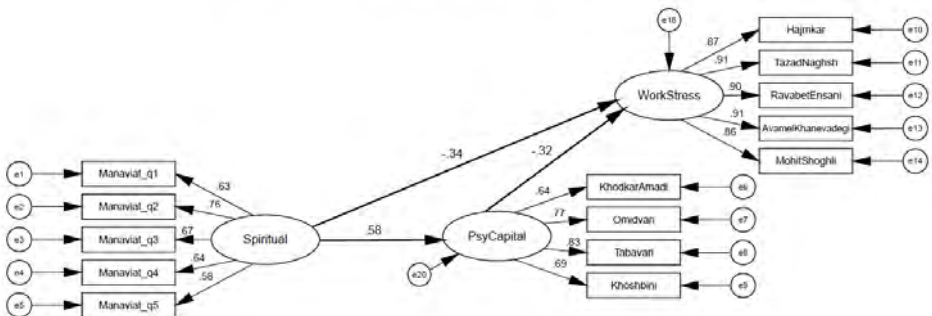 e18
Hajmkar
e10
.87
TazadNaghsh
e11
.91
WorkStress
.90
RavabetEnsani
e12
.91
AvamelKhanevadegi
e13
.86
MohitShoghli
e14
-.34
-.32
e1
Manaviat_q1
.63
e2
Manaviat_q2
.76
e3
Manaviat_q3
.67
Spiritual
.58
PsyCapital
e4
Manaviat_q4
.64
e5
Manaviat_q5
.58
e20
.64
KhodkarAmadi
e6
.77
Omidvari
e7
.83
Tabavari
e8
.69
Khoshbini
e9